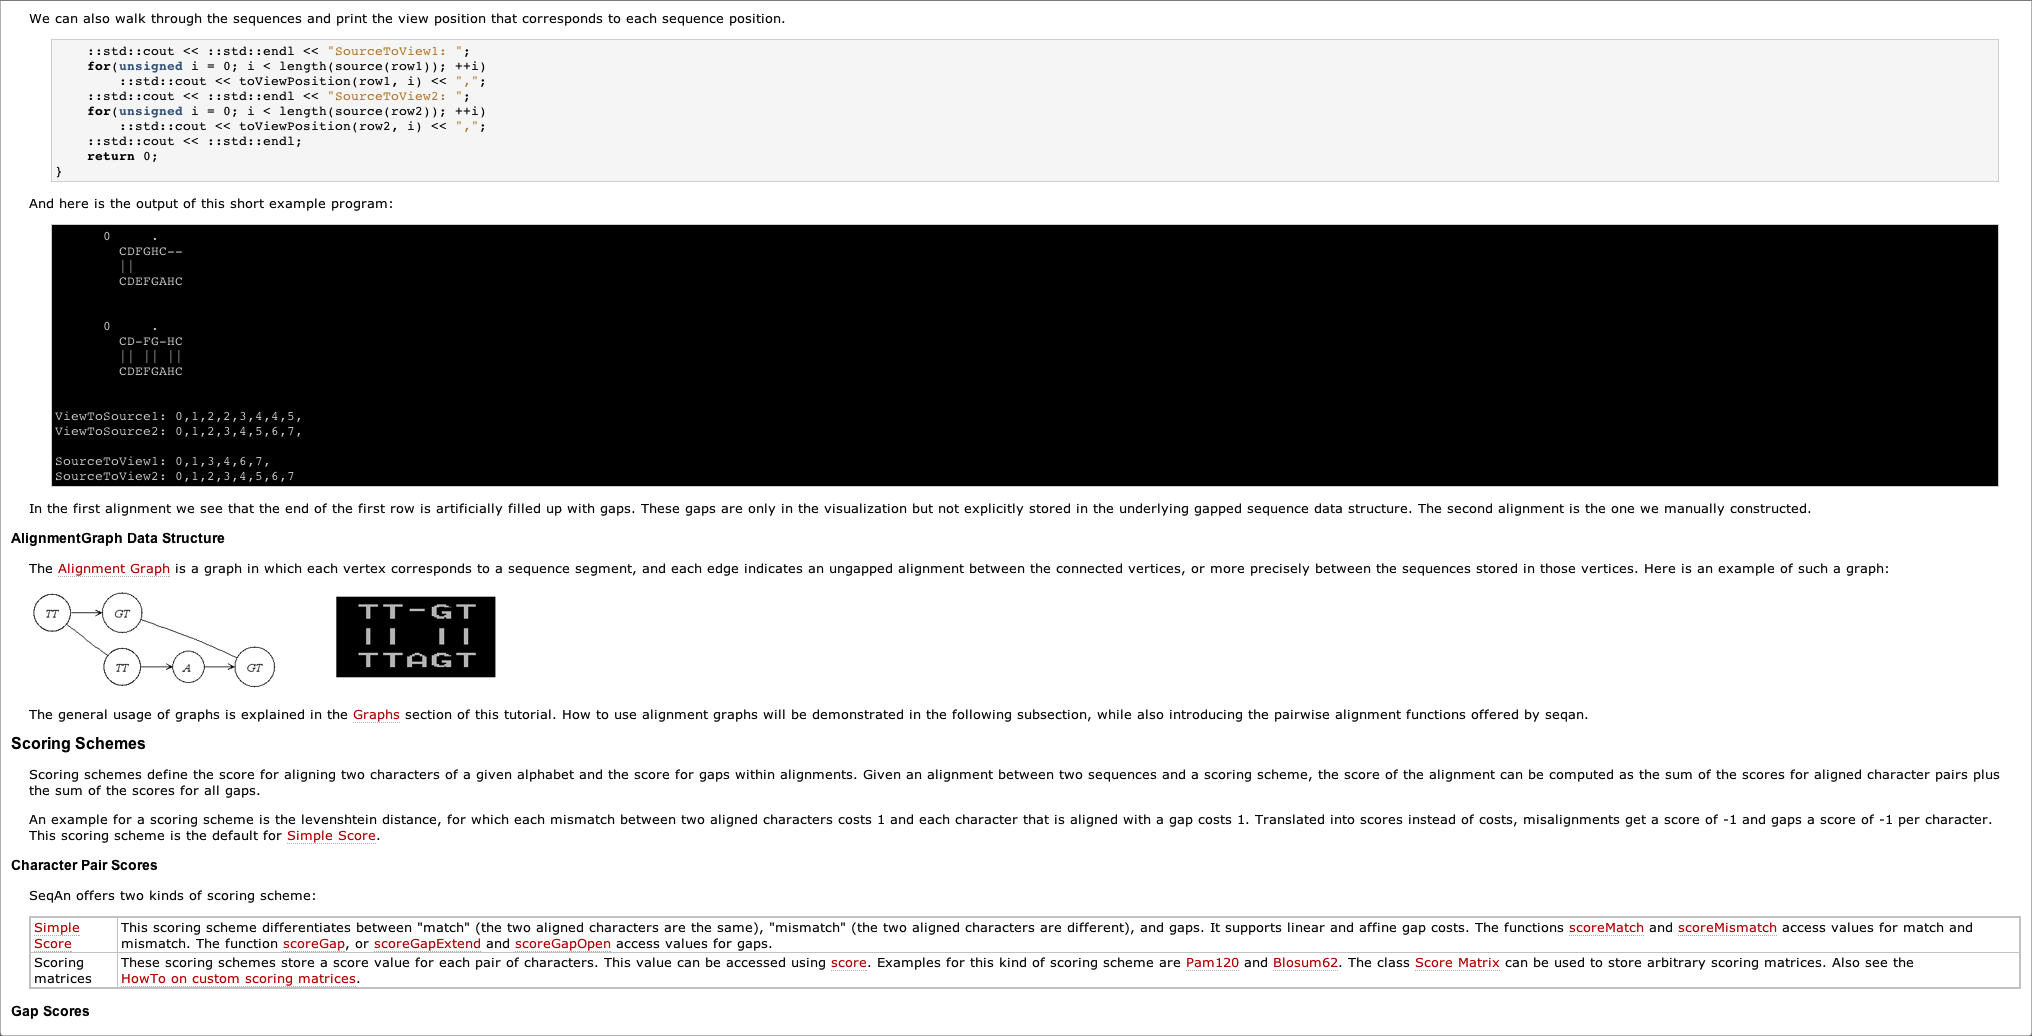 We can also walk through the sequences and print the view position that corresponds to each sequence position.
::std::cout << ::std::endl << "SourceToView1: ";
for(unsigned i = 0; i < length(source(row1)); ++i)
::std::cout << toViewPosition(row1, i) << ",";
::std::cout << ::std::endl << "SourceToView2: ";
for(unsigned i = 0; i < length(source(row2)); ++i)
::std::cout << toViewPosition(row2, i) << ",";
::std::cout << ::std::endl;
return 0;
}
And here is the output of this short example program:
0 .
CDFGHC--
||
CDEFGAHC
0 .
CD-FG-HC
|| || ||
CDEFGAHC
ViewToSource1: 0,1,2,2,3,4,4,5,
ViewToSource2: 0,1,2,3,4,5,6,7,
SourceToView1: 0,1,3,4,6,7,
SourceToView2: 0,1,2,3,4,5,6,7
In the first alignment we see that the end of the first row is artificially filled up with gaps. These gaps are only in the visualization but not explicitly stored in the underlying gapped sequence data structure. The second alignment is the one we manually constructed.
AlignmentGraph Data Structure
The Alignment Graph is a graph in which each vertex corresponds to a sequence segment, and each edge indicates an ungapped alignment between the connected vertices, or more precisely between the sequences stored in those vertices. Here is an example of such a graph:
TT GT
TT A GT
TT-GT
|| ||
TTAGT
The general usage of graphs is explained in the Graphs section of this tutorial. How to use alignment graphs will be demonstrated in the following subsection, while also introducing the pairwise alignment functions offered by seqan.
Scoring Schemes
Scoring schemes define the score for aligning two characters of a given alphabet and the score for gaps within alignments. Given an alignment between two sequences and a scoring scheme, the score of the alignment can be computed as the sum of the scores for aligned character pairs plus
the sum of the scores for all gaps.
An example for a scoring scheme is the levenshtein distance, for which each mismatch between two aligned characters costs 1 and each character that is aligned with a gap costs 1. Translated into scores instead of costs, misalignments get a score of -1 and gaps a score of -1 per character.
This scoring scheme is the default for Simple Score.
Character Pair Scores
SeqAn offers two kinds of scoring scheme:
Simple This scoring scheme differentiates between "match" (the two aligned characters are the same), "mismatch" (the two aligned characters are different), and gaps. It supports linear and affine gap costs. The functions scoreMatch and scoreMismatch access values for match and
Score mismatch. The function scoreGap, or scoreGapExtend and scoreGapOpen access values for gaps.
Scoring These scoring schemes store a score value for each pair of characters. This value can be accessed using score. Examples for this kind of scoring scheme are Pam120 and Blosum62. The class Score Matrix can be used to store arbitrary scoring matrices. Also see the
matrices HowTo on custom scoring matrices.
Gap Scores